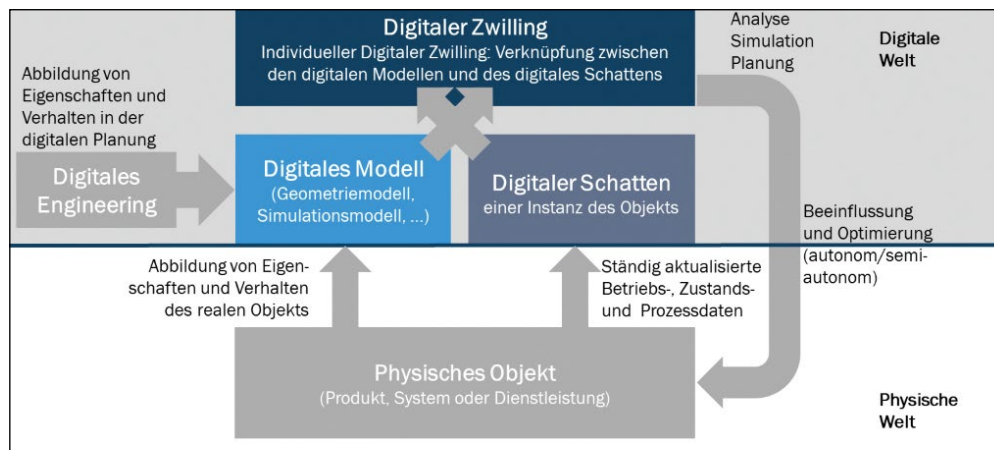 Digitaler Zwilling
Individueller Digitaler Zwilling: Verknüpfung zwischen
den digitalen Modellen und des digitales Schattens
Analyse
Simulation
Planung
Digitale
Welt
Abbildung von
Eigenschaften und
Verhalten in der
digitalen Planung
Digitales
Engineering
Digitales Modell
(Geometriemodell,
Simulationsmodell, ...)
Digitaler Schatten
einer Instanz des Objekts
Beeinflussung
und Optimierung
(autonom/semi-
autonom)
Abbildung von Eigen-
schaften und Verhalten
des realen Objekts
Ständig aktualisierte
Betriebs-, Zustands-
und Prozessdaten
Physisches Objekt
(Produkt, System oder Dienstleistung)
Physische
Welt